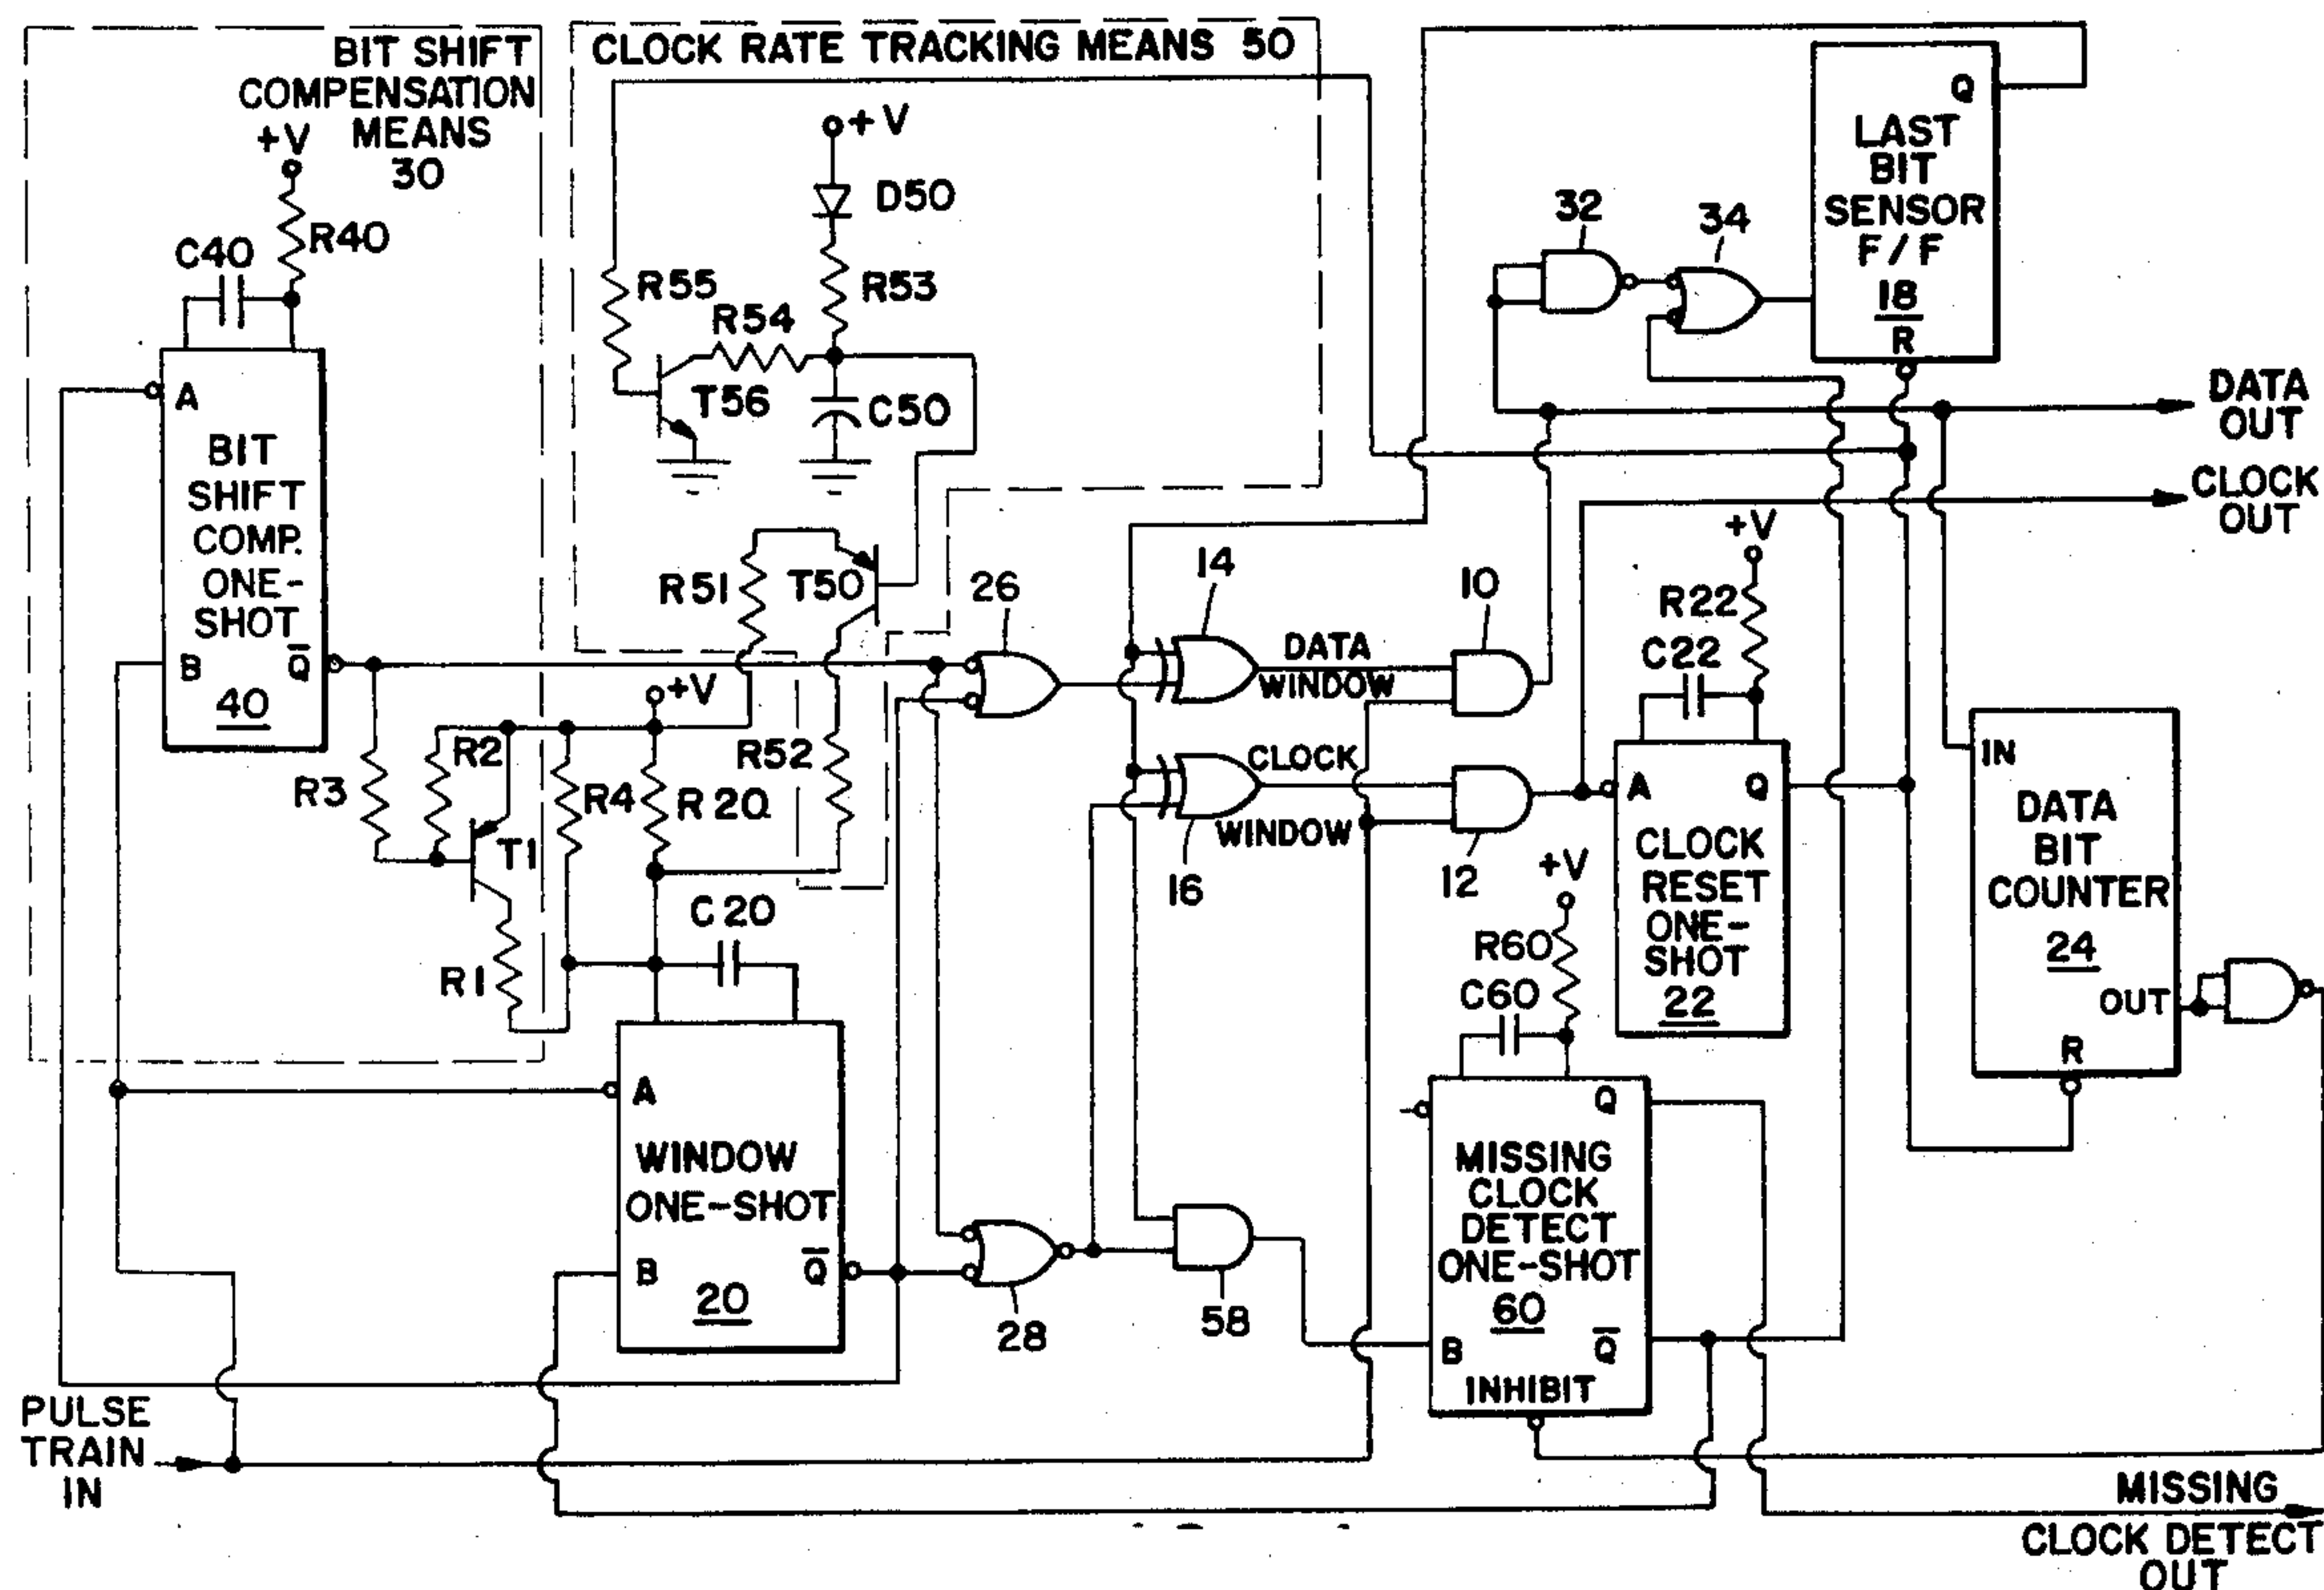 BIT SHIFT
COMPENSATION
MEANS
30
+V
R40
C40
A
BIT
SHIFT
COMP.
ONE-
SHOT
B
Q
40
CLOCK RATE TRACKING MEANS 50
+V
D50
R53
R55
R54
T56
C50
R51
T50
R52
R3
R2
T1
R1
R4
+V
R20
C20
A
WINDOW
ONE-SHOT
B
Q
20
PULSE
TRAIN
IN
26
28
14
DATA
WINDOW
10
CLOCK
WINDOW
16
12
58
32
34
Q
LAST
BIT
SENSOR
F/F
18
R
DATA
OUT
CLOCK
OUT
+V
R22
C22
A
Q
CLOCK
RESET
ONE-
SHOT
22
+V
R60
C60
Q
MISSING
CLOCK
DETECT
ONE-SHOT
60
B
Q
INHIBIT
IN
DATA
BIT
COUNTER
24
OUT
R
MISSING
CLOCK DETECT
OUT